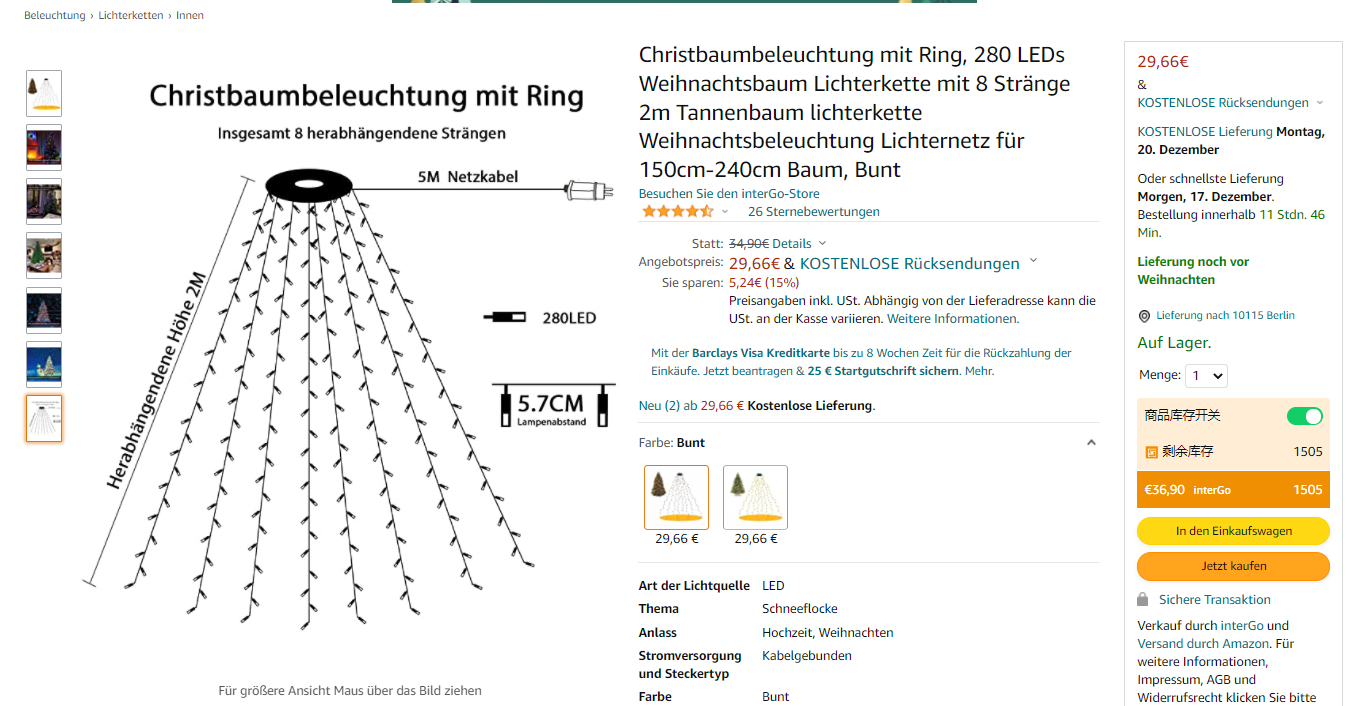 Beleuchtung › Lichterketten › Innen
Christbaumbeleuchtung mit Ring
Insgesamt 8 herabhängendene Strängen
5M Netzkabel
Herabhängendene Höhe 2M
280LED
5.7CM
Lampenabstand
Für größere Ansicht Maus über das Bild ziehen
Christbaumbeleuchtung mit Ring, 280 LEDs
Weihnachtsbaum Lichterkette mit 8 Stränge
2m Tannenbaum lichterkette
Weihnachtsbeleuchtung Lichternetz für
150cm-240cm Baum, Bunt
Besuchen Sie den interGo-Store
26 Sternebewertungen
Statt: 34,90€ Details
Angebotspreis: 29,66€ & KOSTENLOSE Rücksendungen
Sie sparen: 5,24€ (15%)
Preisangaben inkl. USt. Abhängig von der Lieferadresse kann die
USt. an der Kasse variieren. Weitere Informationen.
Mit der Barclays Visa Kreditkarte bis zu 8 Wochen Zeit für die Rückzahlung der
Einkäufe. Jetzt beantragen & 25 € Startgutschrift sichern. Mehr.
Neu (2) ab 29,66 € Kostenlose Lieferung.
Farbe: Bunt
29,66 € 29,66 €
Art der Lichtquelle LED
Thema Schneeflocke
Anlass Hochzeit, Weihnachten
Stromversorgung Kabelgebunden
und Steckertyp
Farbe Bunt
29,66€
&
KOSTENLOSE Rücksendungen
KOSTENLOSE Lieferung Montag,
20. Dezember
Oder schnellste Lieferung
Morgen, 17. Dezember.
Bestellung innerhalb 11 Stdn. 46
Min.
Lieferung noch vor
Weihnachten
Lieferung nach 10115 Berlin
Auf Lager.
Menge: 1
商品库存开关
剩余库存 1505
€36,90 interGo 1505
In den Einkaufswagen
Jetzt kaufen
Sichere Transaktion
Verkauf durch interGo und
Versand durch Amazon. Für
weitere Informationen,
Impressum, AGB und
Widerrufsrecht klicken Sie bitte